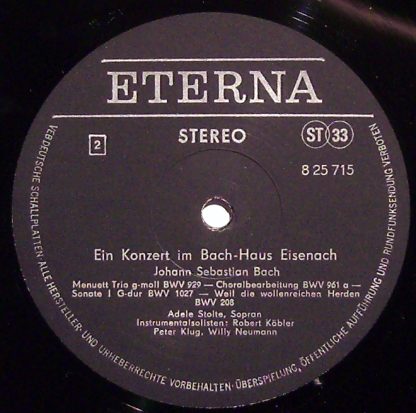 ETERNA
2
STEREO
ST 33
8 25 715
Ein Konzert im Bach-Haus Eisenach
Johann Sebastian Bach
Menuett Trio g-moll BWV 929 — Choralbearbeitung BWV 961 a —
Sonate I G-dur BWV 1027 — Weil die wollenreichen Herden
BWV 208
Adele Stolte, Sopran
Instrumentalsolisten: Robert Köbler
Peter Klug, Willy Neumann
VEB DEUTSCHE SCHALLPLATTEN · ALLE HERSTELLER- UND URHEBERRECHTE VORBEHALTEN · ÜBERSPIELUNG, ÖFFENTLICHE AUFFÜHRUNG UND RUNDFUNKSENDUNG VERBOTEN